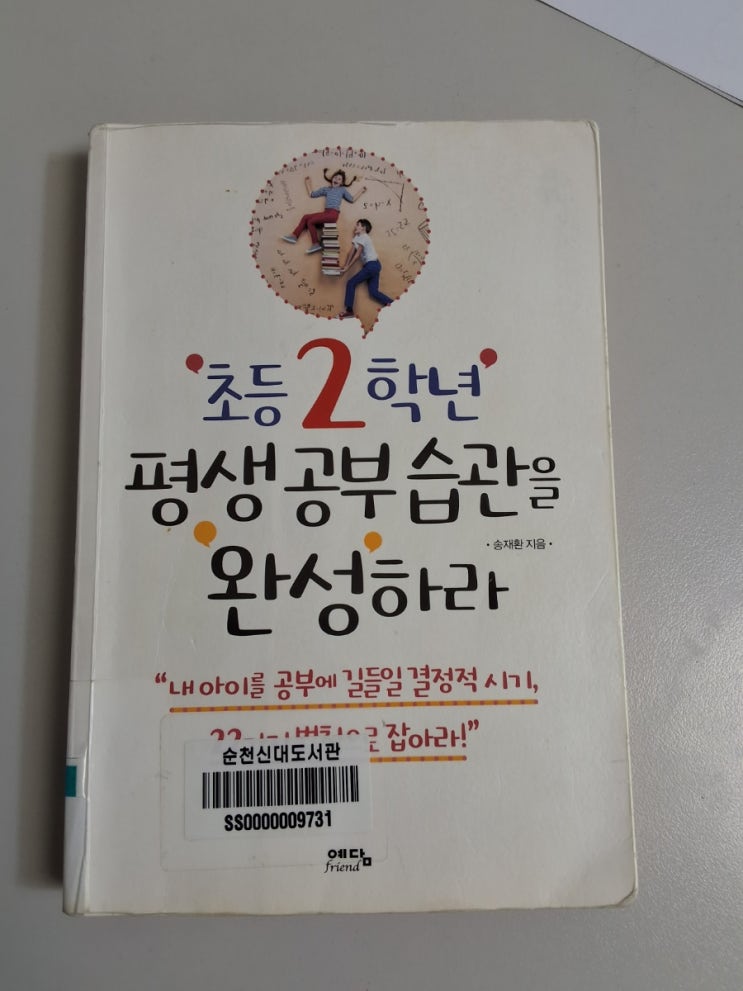 초등 2 학년
평생 공부 습관을
• 송재환 지음 •
완성하라
“내 아이를 공부에 길들일 결정적 시기,
잡아라!”
순천신대도서관
SS0000009731
예담
friend